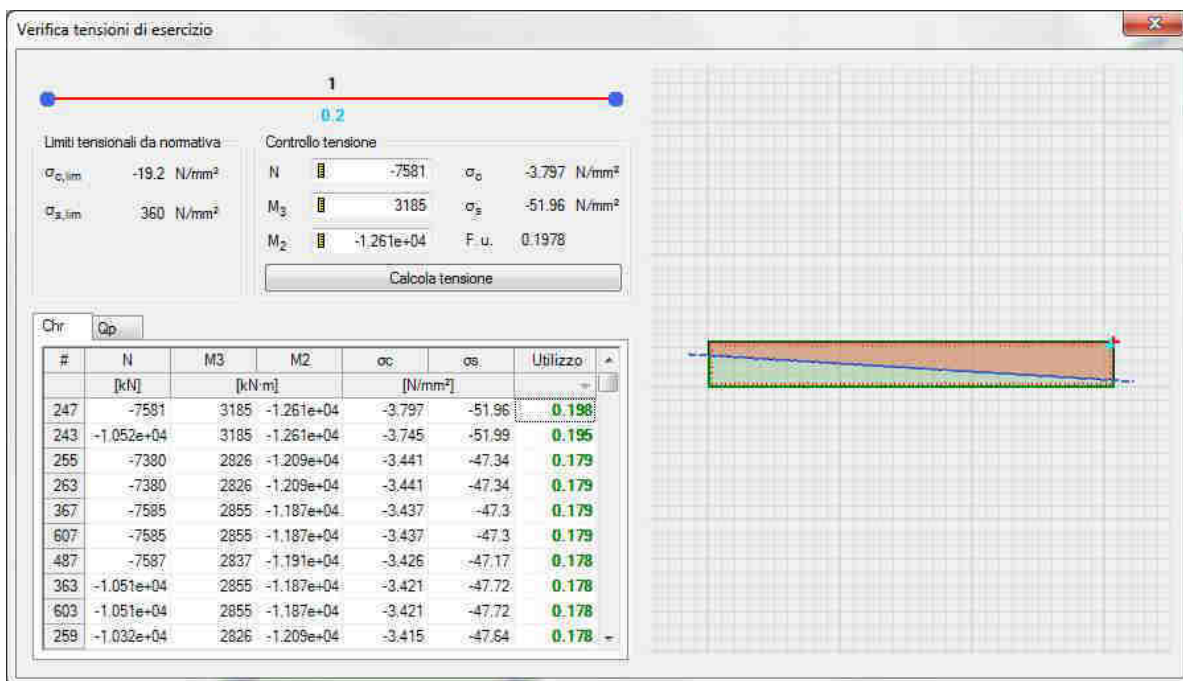 Verifica tensioni di esercizio
1
0.2
Limiti tensionali da normativa
σc,lim -19.2 N/mm²
σs,lim 360 N/mm²
Controllo tensione
N -7581 σc -3.797 N/mm²
M3 3185 σs -51.96 N/mm²
M2 -1.261e+04 F.u. 0.1978
Calcola tensione
Chr Qp
# N M3 M2 σc σs Utilizzo
[kN] [kN·m] [N/mm²]
247 -7581 3185 -1.261e+04 -3.797 -51.96 0.198
243 -1.052e+04 3185 -1.261e+04 -3.745 -51.99 0.195
255 -7380 2826 -1.209e+04 -3.441 -47.34 0.179
263 -7380 2826 -1.209e+04 -3.441 -47.34 0.179
367 -7585 2855 -1.187e+04 -3.437 -47.3 0.179
607 -7585 2855 -1.187e+04 -3.437 -47.3 0.179
487 -7587 2837 -1.191e+04 -3.426 -47.17 0.178
363 -1.051e+04 2855 -1.187e+04 -3.421 -47.72 0.178
603 -1.051e+04 2855 -1.187e+04 -3.421 -47.72 0.178
259 -1.032e+04 2826 -1.209e+04 -3.415 -47.64 0.178